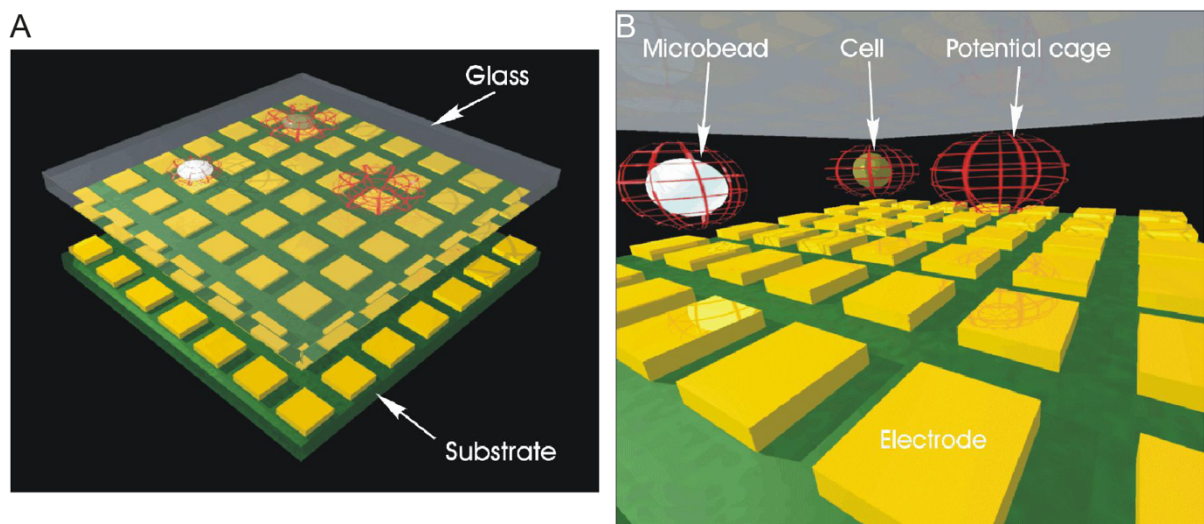 A
Glass
Substrate
B
Microbead
Cell
Potential cage
Electrode